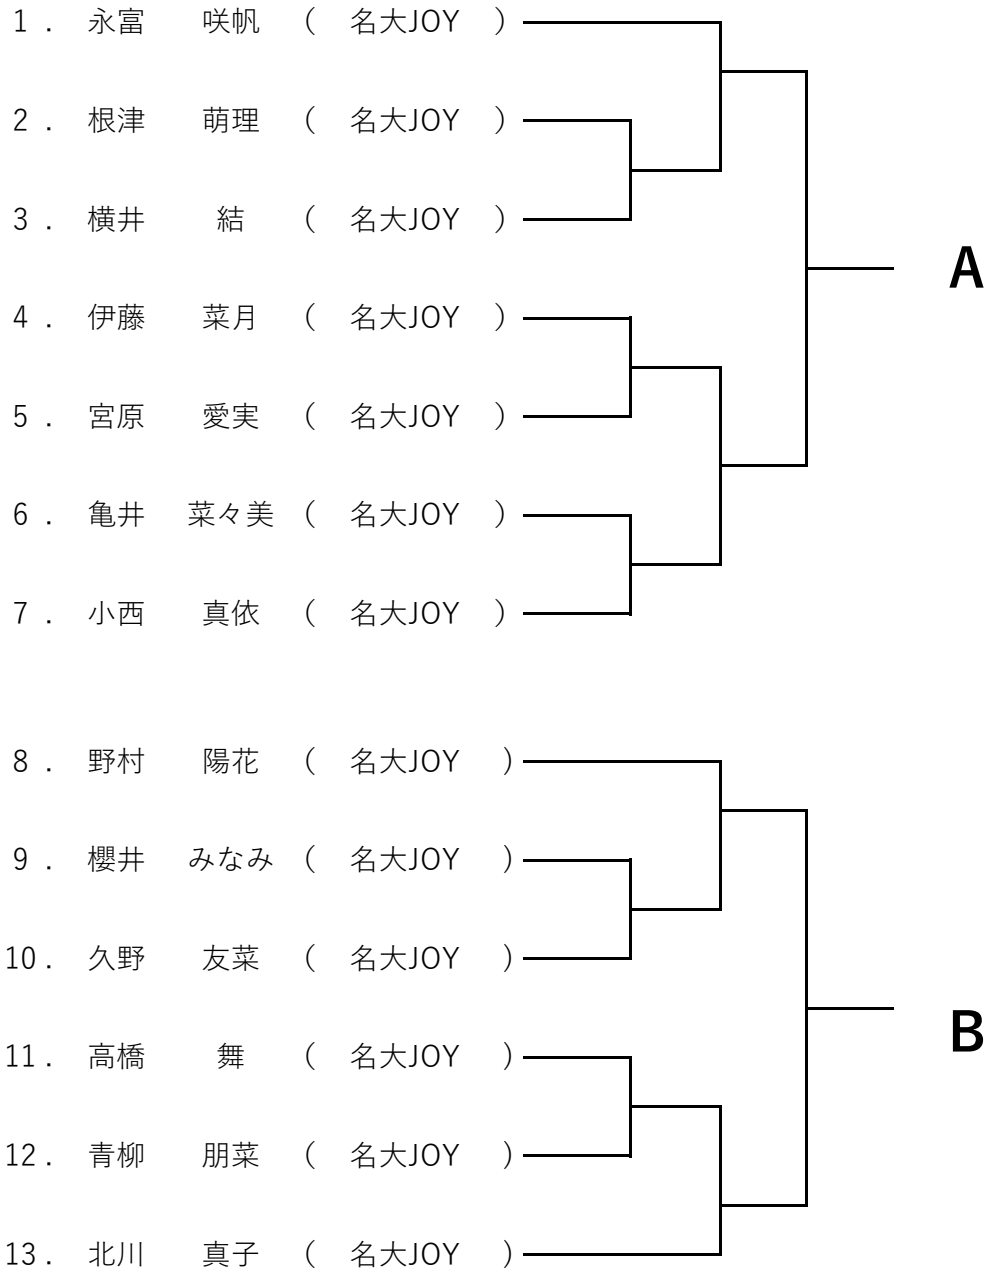 1 . 永富 咲帆 ( 名大JOY )
2 . 根津 萌理 ( 名大JOY )
3 . 横井 結 ( 名大JOY )
A
4 . 伊藤 菜月 ( 名大JOY )
5 . 宮原 愛実 ( 名大JOY )
6 . 亀井 菜々美 ( 名大JOY )
7 . 小西 真依 ( 名大JOY )
8 . 野村 陽花 ( 名大JOY )
9 . 櫻井 みなみ ( 名大JOY )
10 . 久野 友菜 ( 名大JOY )
B
11 . 高橋 舞 ( 名大JOY )
12 . 青柳 朋菜 ( 名大JOY )
13 . 北川 真子 ( 名大JOY )